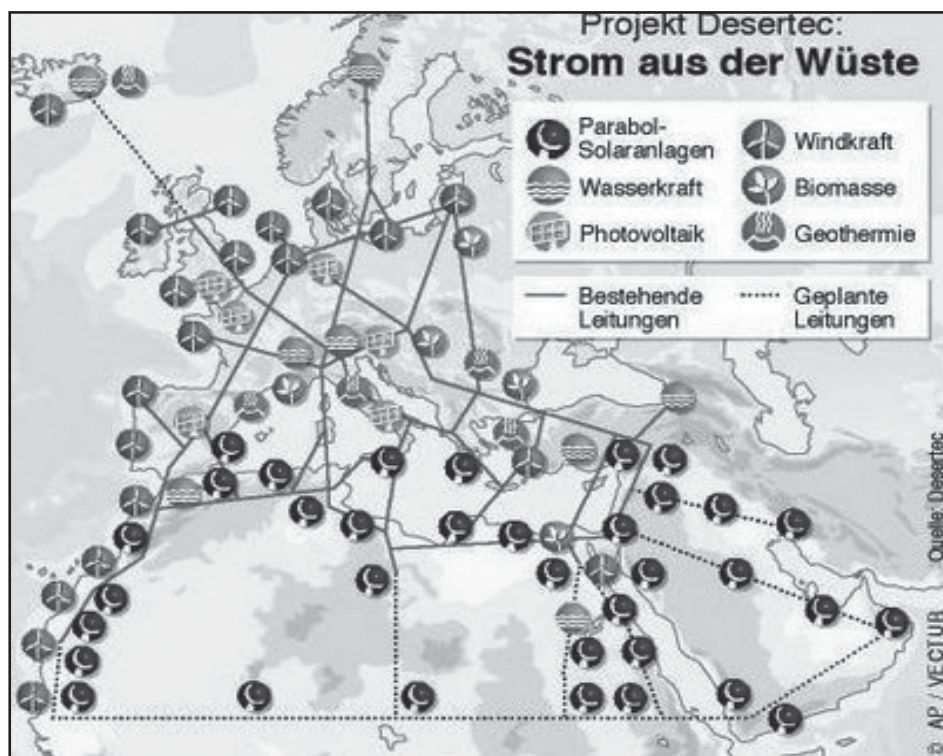 Projekt Desertec:
Strom aus der Wüste
Parabol-
Solaranlagen
Wasserkraft
Photovoltaik
Windkraft
Biomasse
Geothermie
Bestehende
Leitungen
Geplante
Leitungen
© AP / VECTUR Quelle: Desertec